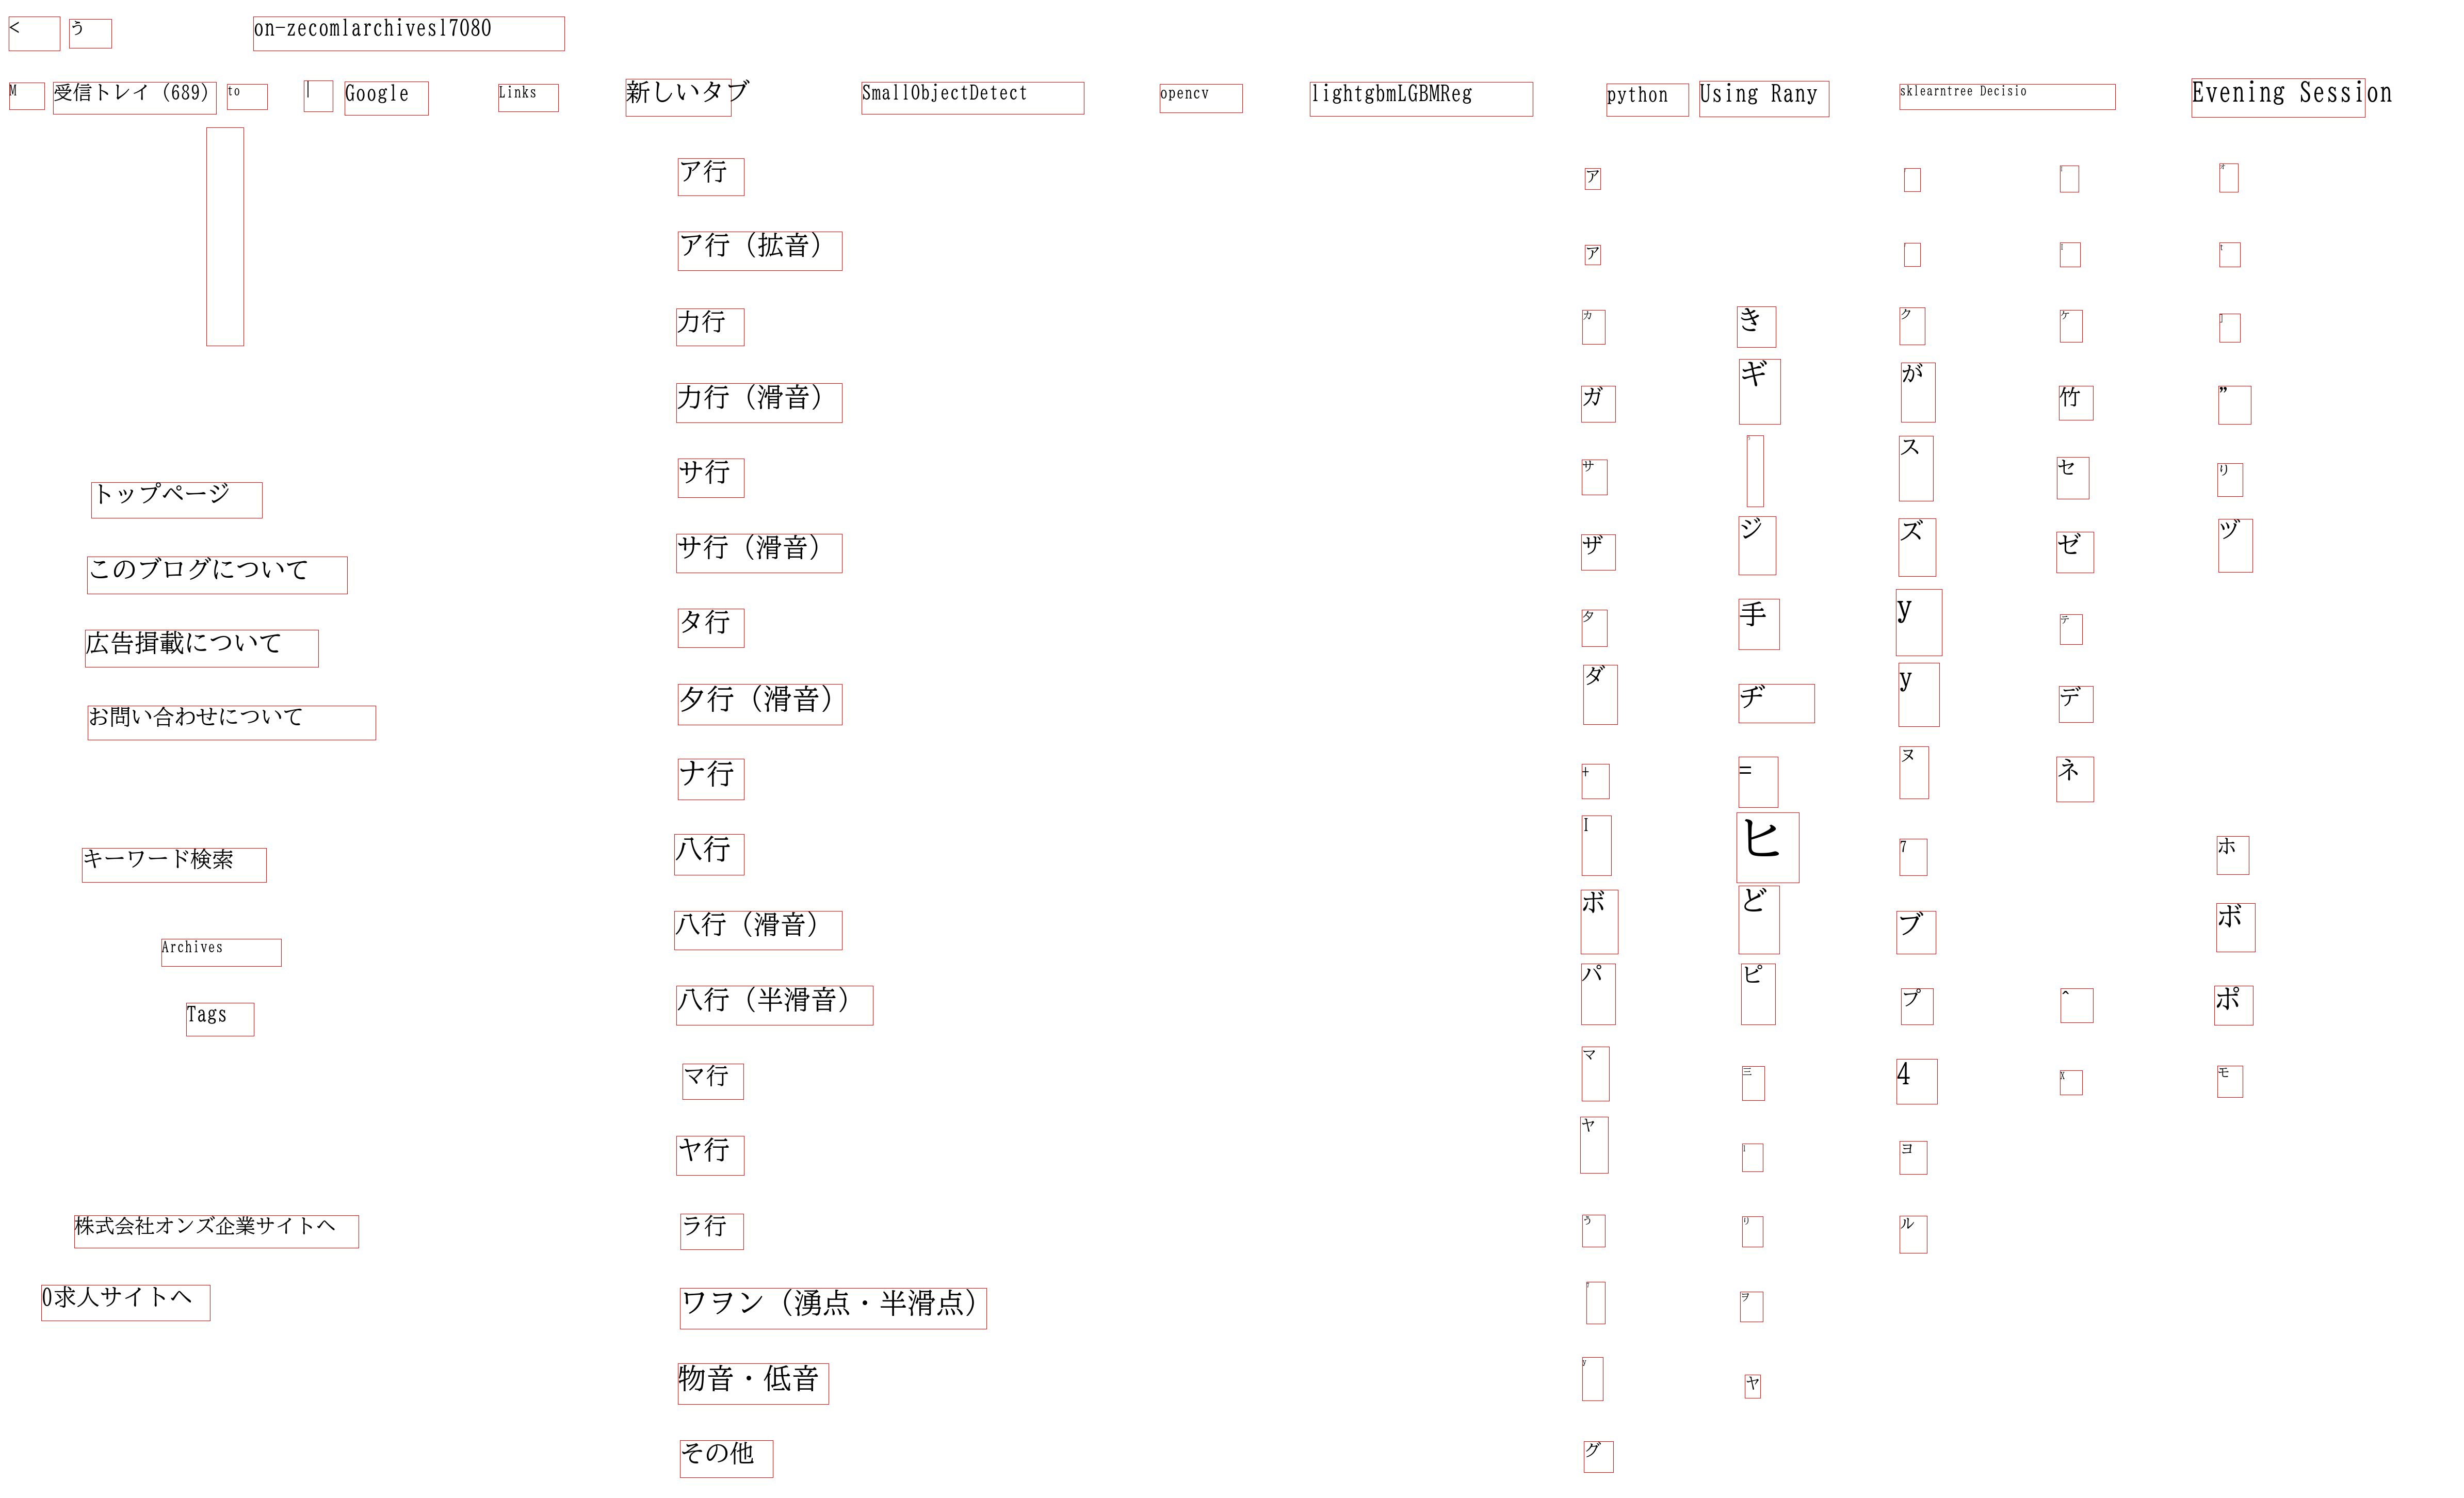 < う on-zecomlarchivesl7080
M 受信トレイ (689) to | Google Links 新しいタブ SmallObjectDetect opencv lightgbmLGBMReg python Using Rany sklearntree Decisio Evening Session
ア行 ア オ
ア行（拡音） ア t
カ行 カ き ク ケ
カ行（滑音） ガ ギ が 竹 ”
サ行 サ ス セ り
トップページ
サ行（滑音） ザ ジ ズ ゼ ヅ
このブログについて
タ行 タ 手 y テ
広告揖載について
タ行（滑音） ダ ヂ y デ
お問い合わせについて
ナ行 + = ヌ ネ
八行 I ヒ 7 ホ
キーワード検索
八行（滑音） ボ ど ブ ボ
Archives
八行（半滑音） パ ピ プ ^ ポ
Tags
マ行 マ 三 4 X モ
ヤ行 ヤ l ヨ
ラ行 う り ル
株式会社オンズ企業サイトへ
ワヲン（湧点・半滑点） ヲ
0求人サイトへ
物音・低音 y ヤ
その他 グ